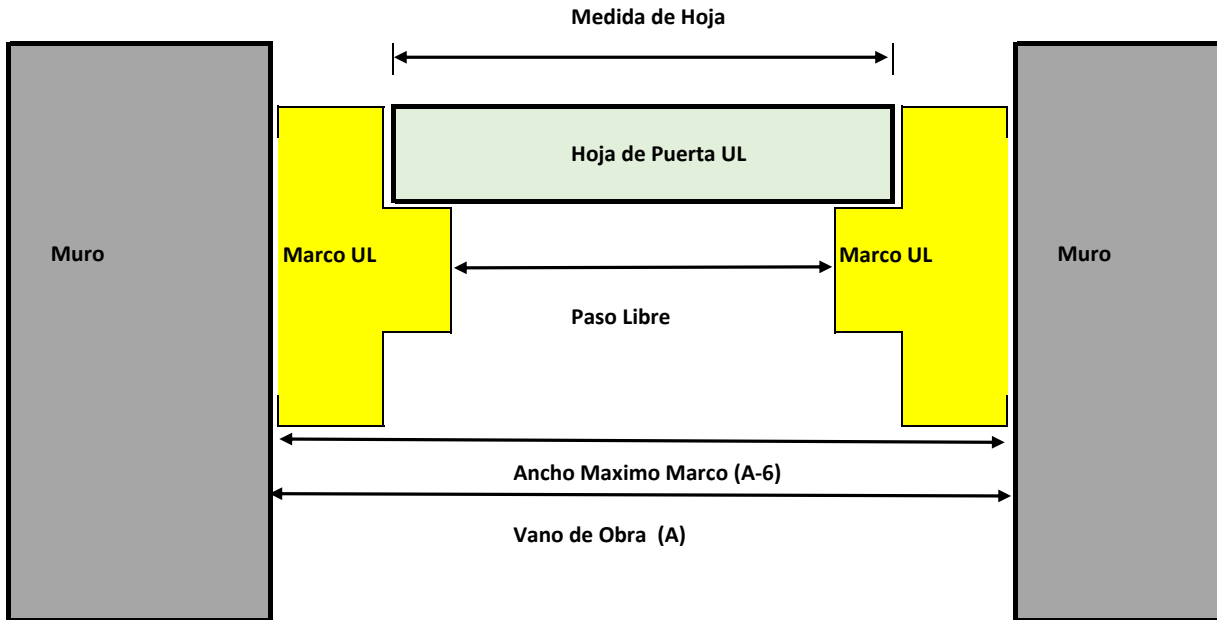 Medida de Hoja
Hoja de Puerta UL
Muro
Marco UL
Marco UL
Muro
Paso Libre
Ancho Maximo Marco (A-6)
Vano de Obra (A)